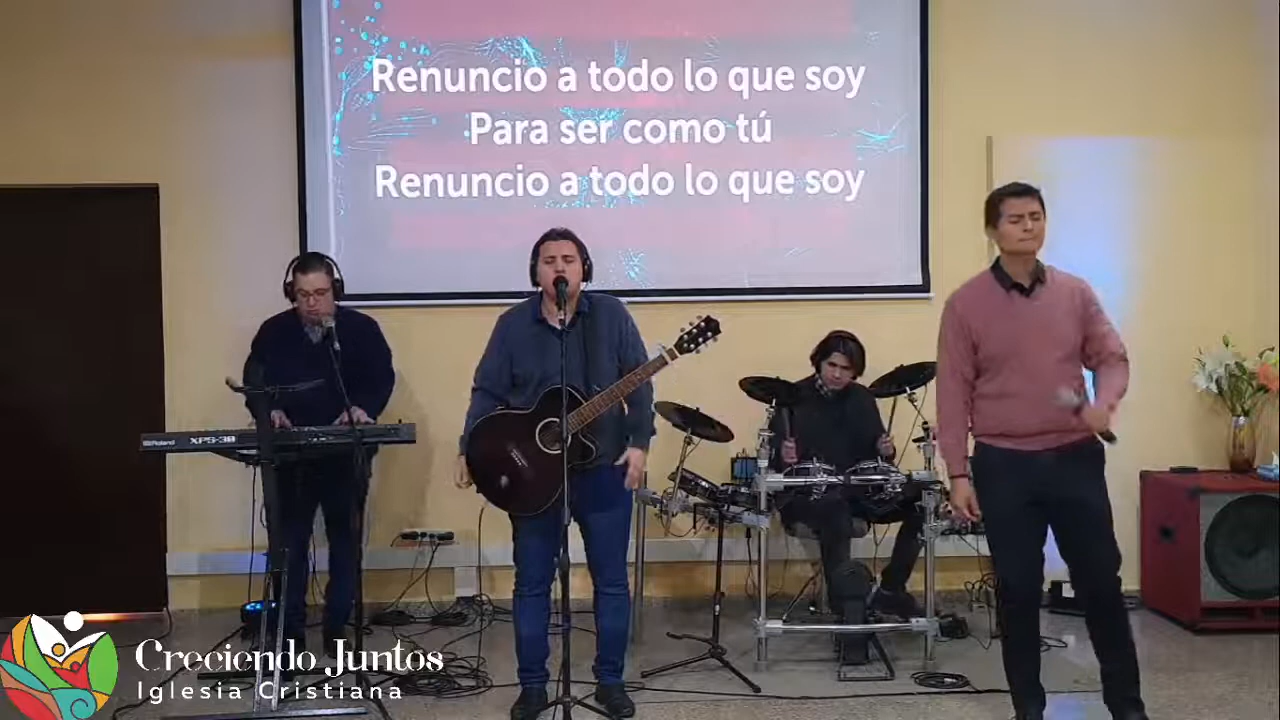 Renuncio a todo lo que soy
Para ser como tú
Renuncio a todo lo que soy
Roland XPS-30
Creciendo Juntos
Iglesia Cristiana